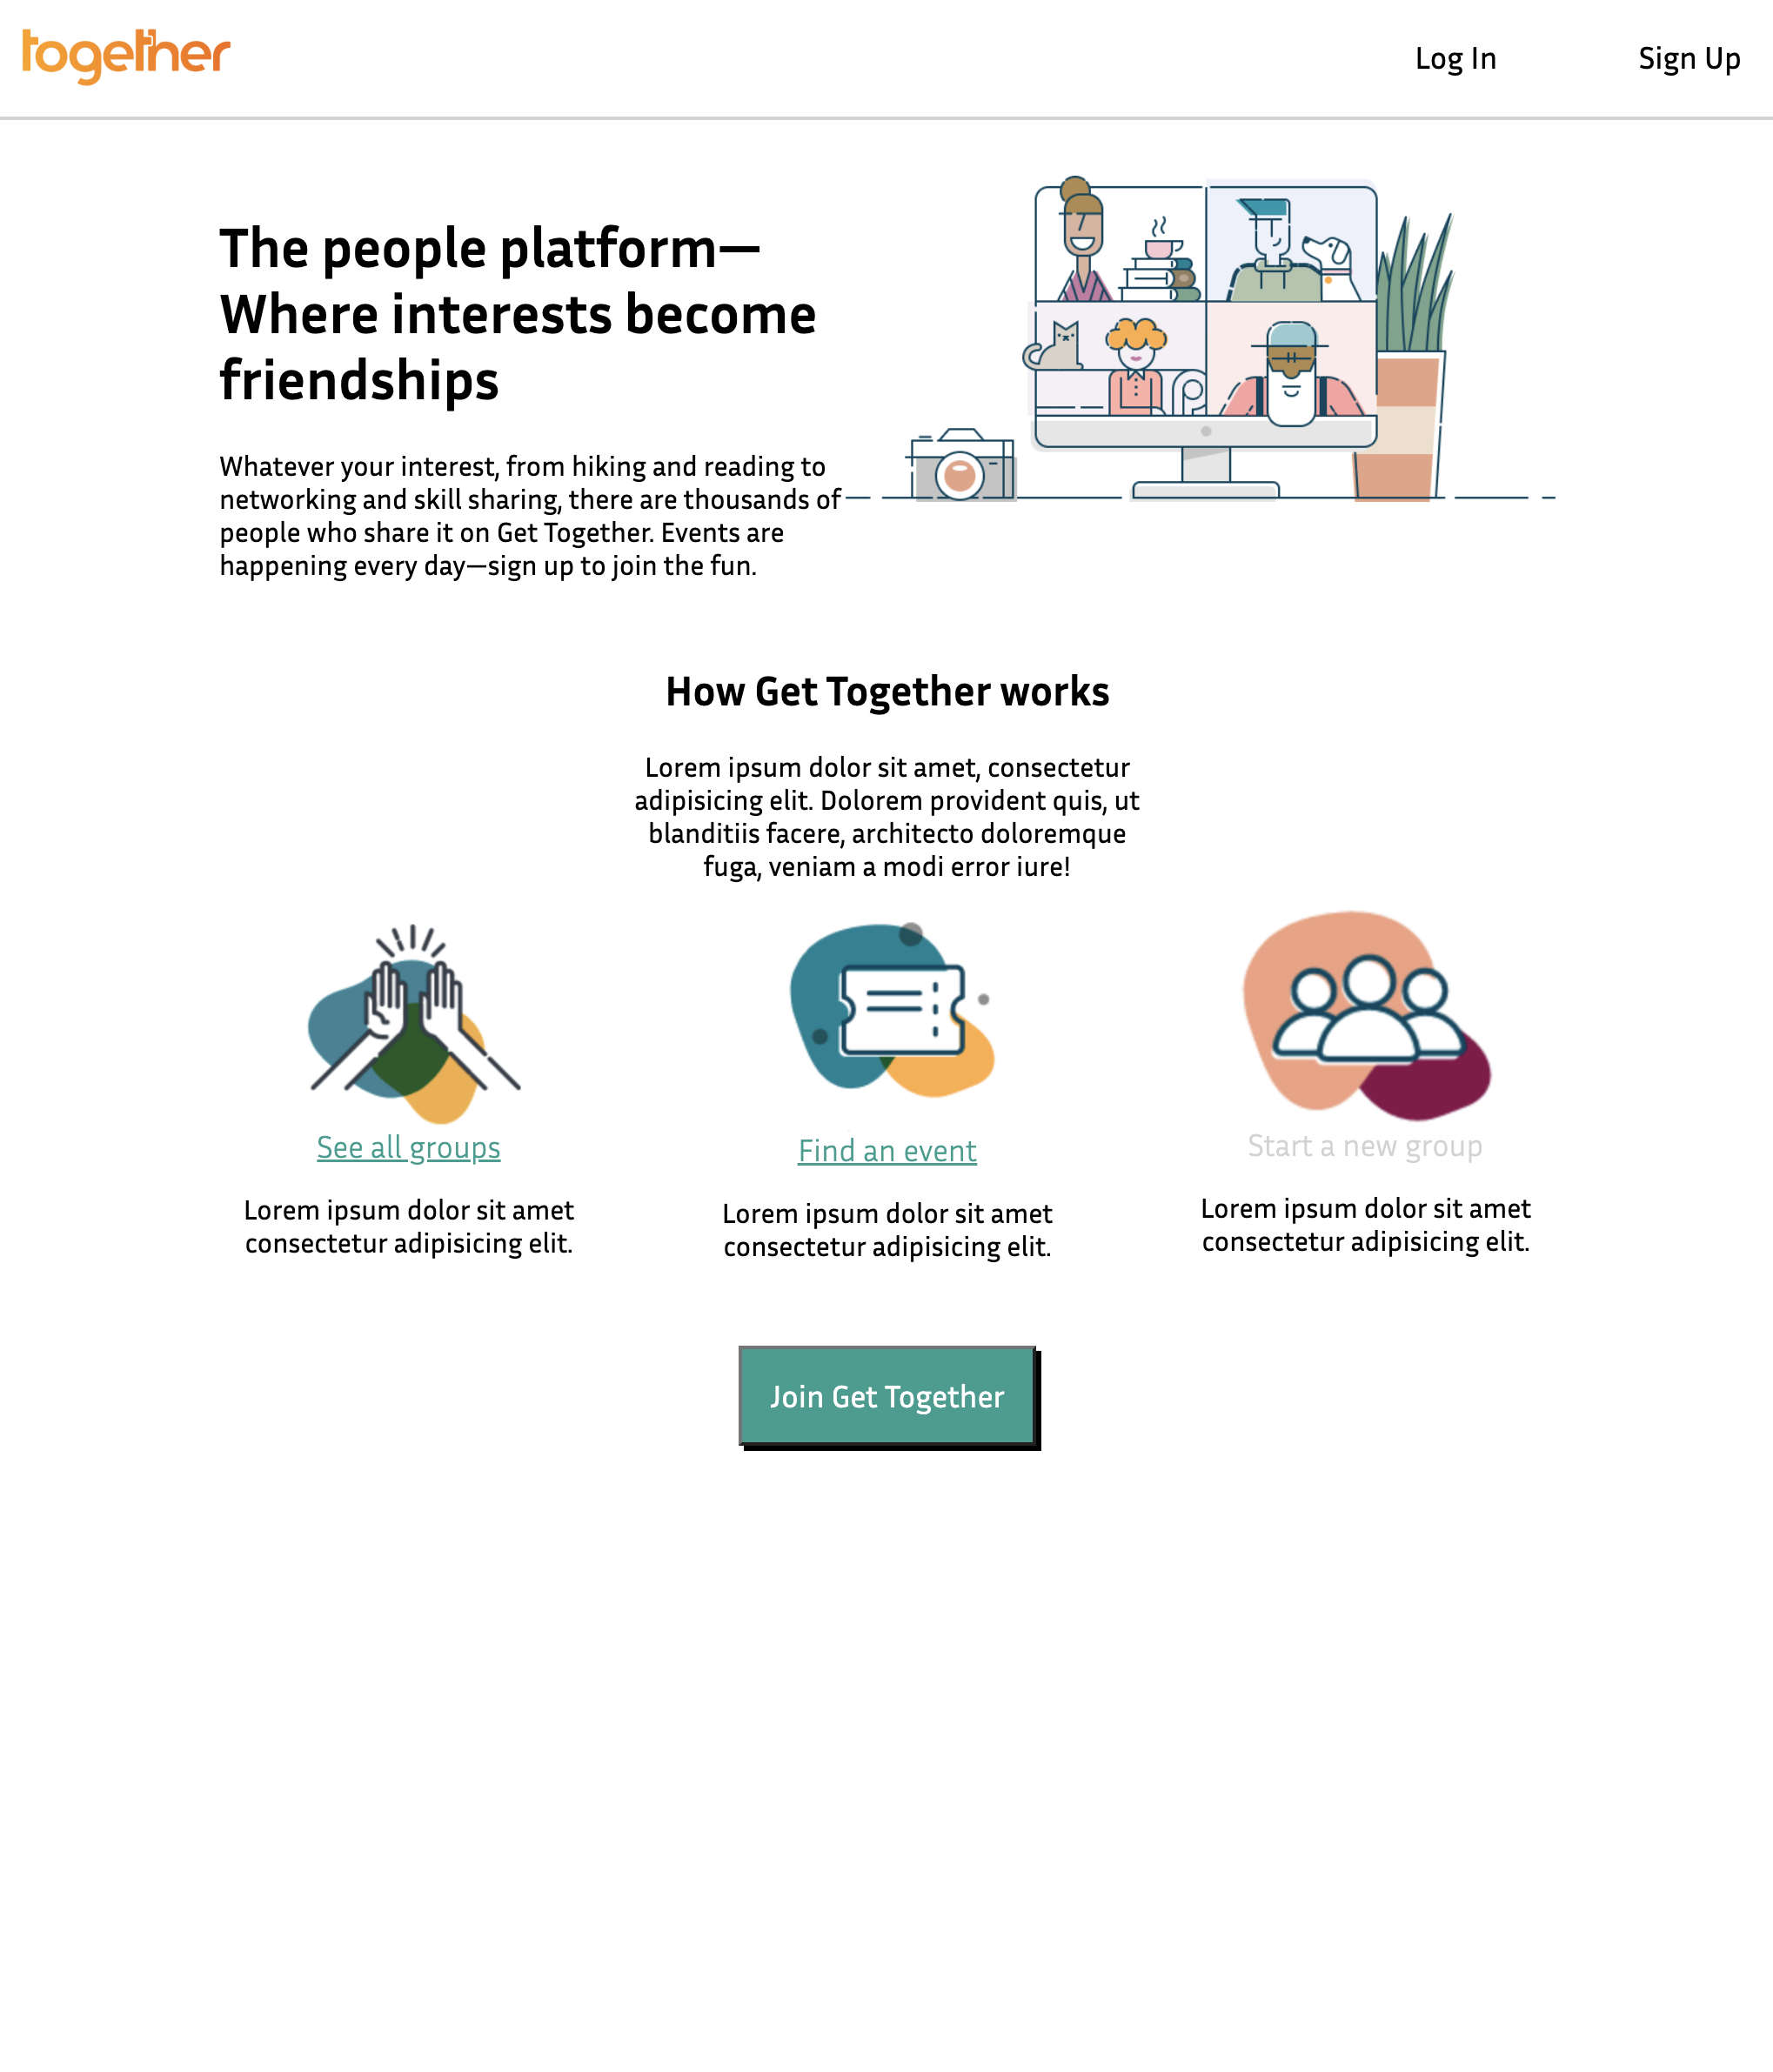 together
Log In
Sign Up
The people platform—
Where interests become
friendships
Whatever your interest, from hiking and reading to
networking and skill sharing, there are thousands of
people who share it on Get Together. Events are
happening every day—sign up to join the fun.
How Get Together works
Lorem ipsum dolor sit amet, consectetur
adipisicing elit. Dolorem provident quis, ut
blanditiis facere, architecto doloremque
fuga, veniam a modi error iure!
See all groups
Lorem ipsum dolor sit amet
consectetur adipisicing elit.
Find an event
Lorem ipsum dolor sit amet
consectetur adipisicing elit.
Start a new group
Lorem ipsum dolor sit amet
consectetur adipisicing elit.
Join Get Together